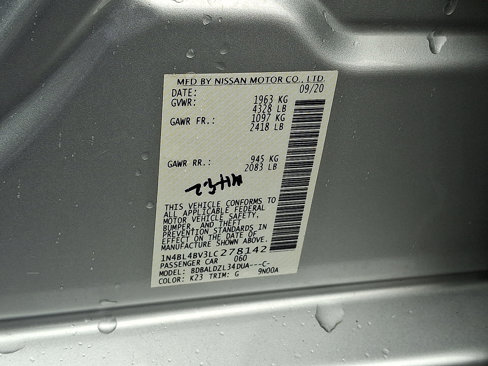 MFD BY NISSAN MOTOR CO., LTD.
DATE: 09/20
GVWR: 1963 KG
4328 LB
GAWR FR.: 1097 KG
2418 LB
GAWR RR.: 945 KG
2083 LB
THIS VEHICLE CONFORMS TO
ALL APPLICABLE FEDERAL
MOTOR VEHICLE SAFETY,
BUMPER, AND THEFT
PREVENTION STANDARDS IN
EFFECT ON THE DATE OF
MANUFACTURE SHOWN ABOVE.
1N4BL4BV3LC278142
PASSENGER CAR 060
MODEL: BDBALDZL34DUA---C-
COLOR: K23 TRIM: G 9N00A